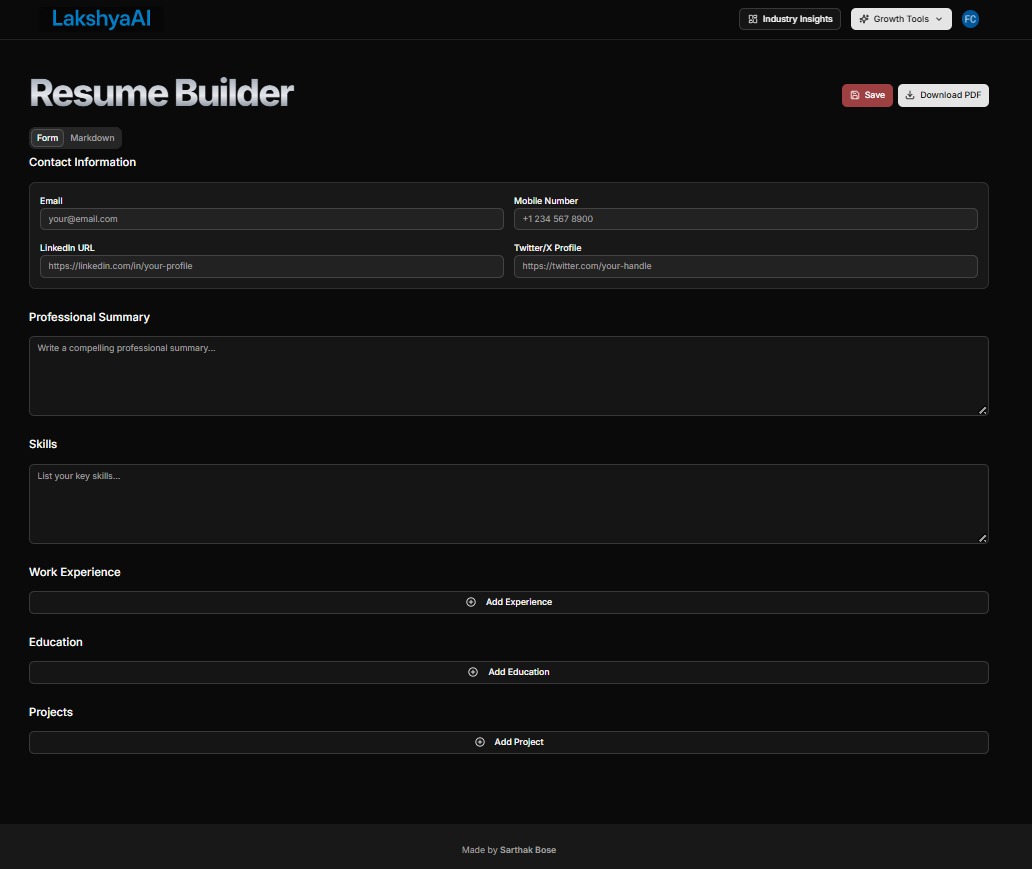 LakshyaAI
Industry Insights
Growth Tools
FC
Resume Builder
Save
Download PDF
Form
Markdown
Contact Information
Email
Mobile Number
your@email.com
+1 234 567 8900
LinkedIn URL
Twitter/X Profile
https://linkedin.com/in/your-profile
https://twitter.com/your-handle
Professional Summary
Write a compelling professional summary...
Skills
List your key skills...
Work Experience
Add Experience
Education
Add Education
Projects
Add Project
Made by Sarthak Bose